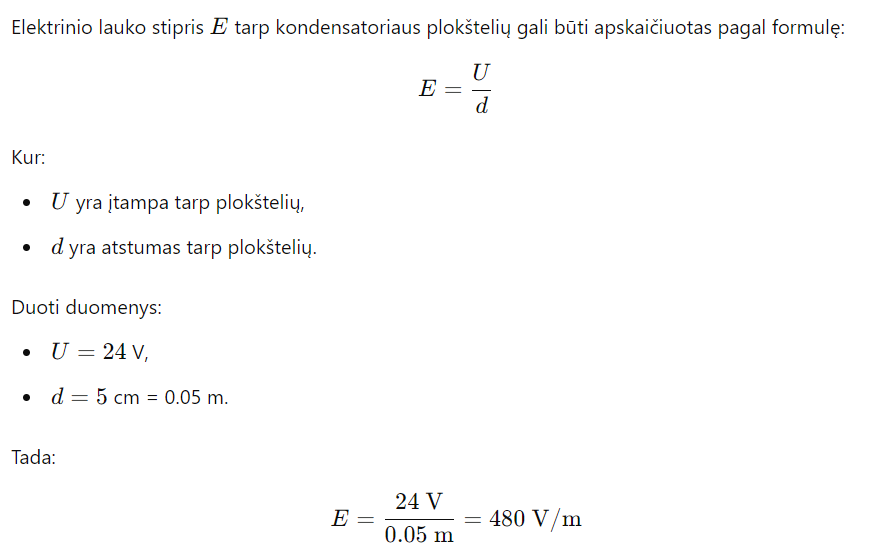 Elektrinio lauko stipris E tarp kondensatoriaus plokštelių gali būti apskaičiuotas pagal formulę:
E = U/d
Kur:
• U yra įtampa tarp plokštelių,
• d yra atstumas tarp plokštelių.
Duoti duomenys:
• U = 24 V,
• d = 5 cm = 0.05 m.
Tada:
E = 24 V/0.05 m = 480 V/m